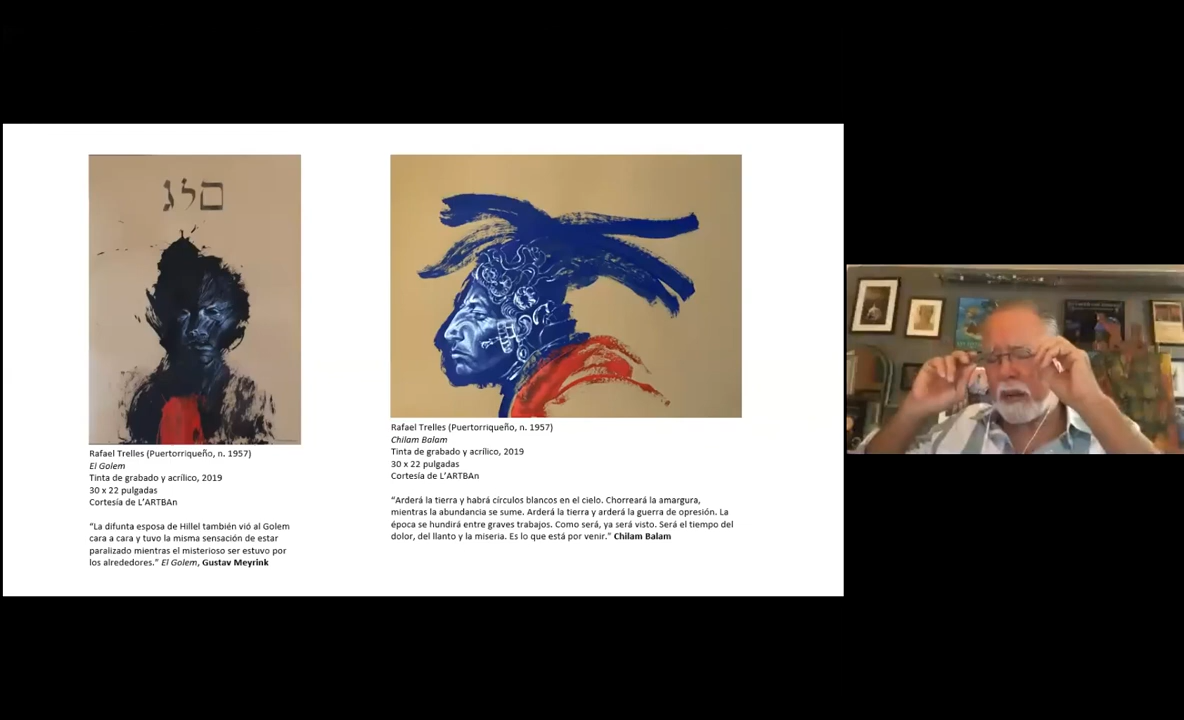 םלג
Rafael Trelles (Puertorriqueño, n. 1957)
El Golem
Tinta de grabado y acrílico, 2019
30 x 22 pulgadas
Cortesía de L’ARTBAn
“La difunta esposa de Hillel también vió al Golem
cara a cara y tuvo la misma sensación de estar
paralizado mientras el misterioso ser estuvo por
los alrededores.” El Golem, Gustav Meyrink
Rafael Trelles (Puertorriqueño, n. 1957)
Chilam Balam
Tinta de grabado y acrílico, 2019
30 x 22 pulgadas
Cortesía de L’ARTBAn
“Arderá la tierra y habrá círculos blancos en el cielo. Chorreará la amargura,
mientras la abundancia se sume. Arderá la tierra y arderá la guerra de opresión. La
época se hundirá entre graves trabajos. Como será, ya será visto. Será el tiempo del
dolor, del llanto y la miseria. Es lo que está por venir.” Chilam Balam